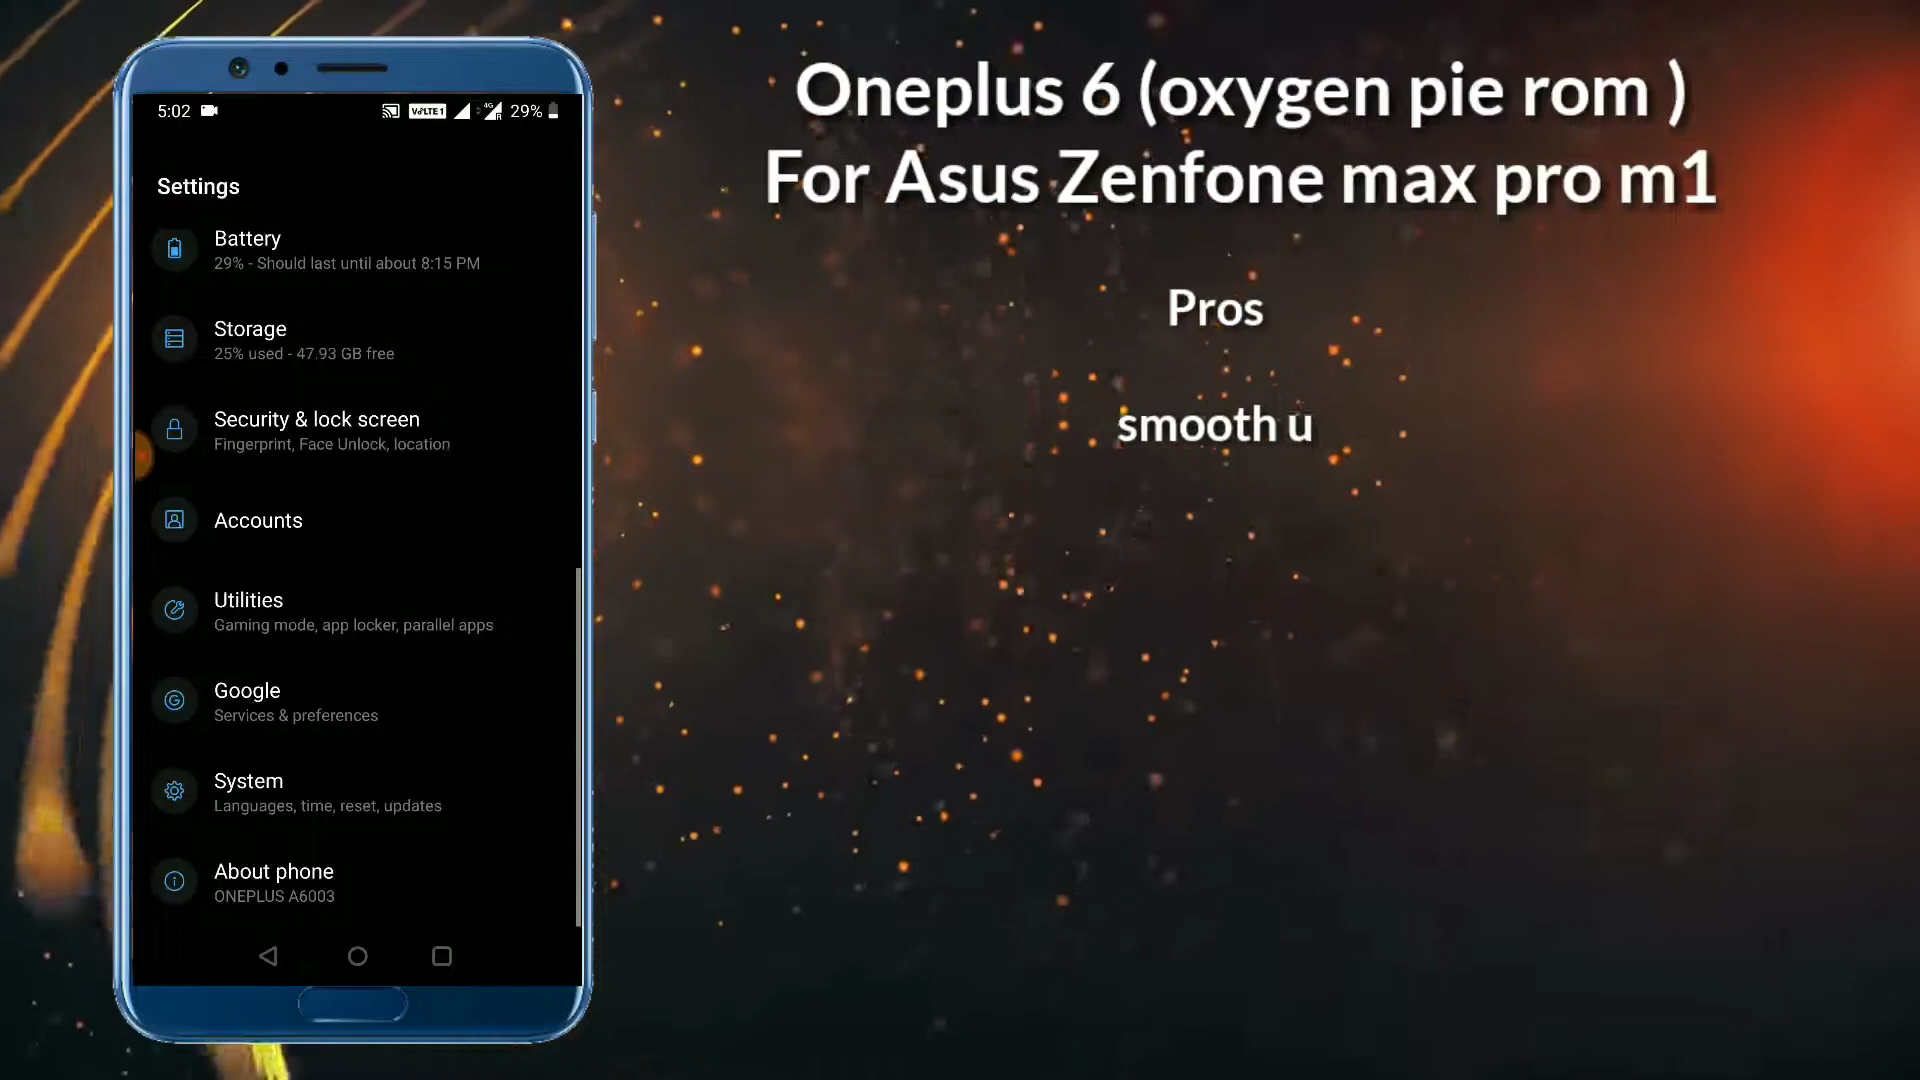 Oneplus 6 (oxygen pie rom )
For Asus Zenfone max pro m1
Pros
smooth u
5:02
VoLTE 1
4G
R
29%
Settings
Battery
29% - Should last until about 8:15 PM
Storage
25% used - 47.93 GB free
Security & lock screen
Fingerprint, Face Unlock, location
Accounts
Utilities
Gaming mode, app locker, parallel apps
Google
Services & preferences
System
Languages, time, reset, updates
About phone
ONEPLUS A6003